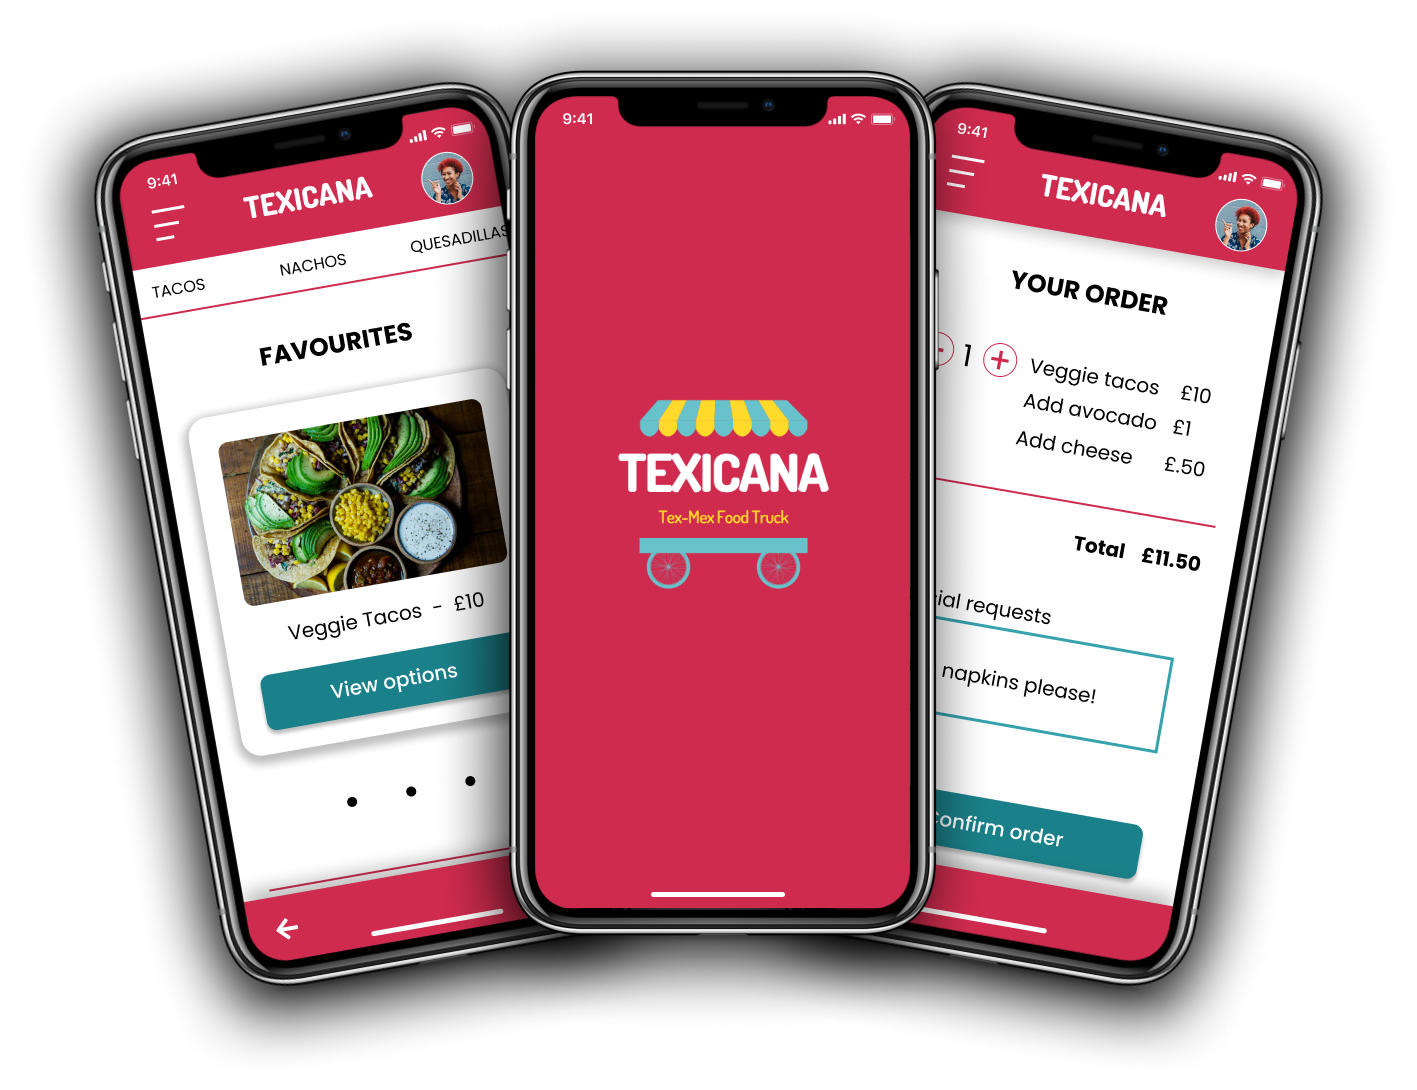 9:41
TEXICANA
TACOS NACHOS QUESADILLAS
FAVOURITES
Veggie Tacos - £10
View options
9:41
TEXICANA
Tex-Mex Food Truck
9:41
TEXICANA
YOUR ORDER
1 Veggie tacos £10
Add avocado £1
Add cheese £.50
Total £11.50
requests
napkins please!
Confirm order